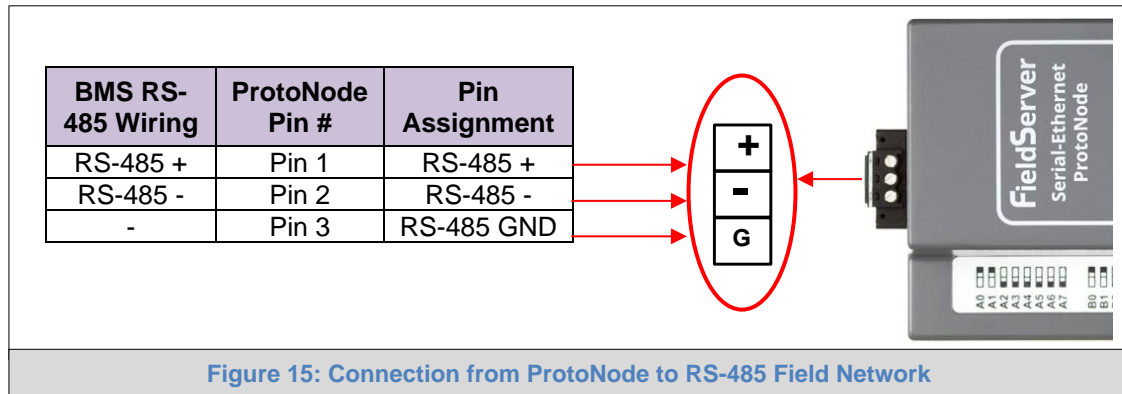 BMS RS-
485 Wiring
ProtoNode
Pin #
Pin
Assignment
RS-485 +
Pin 1
RS-485 +
RS-485 -
Pin 2
RS-485 -
-
Pin 3
RS-485 GND
+
-
G
FieldServer
Serial-Ethernet
ProtoNode
A0
A1
A2
A3
A4
A5
A6
A7
B0
B1
Figure 15: Connection from ProtoNode to RS-485 Field Network